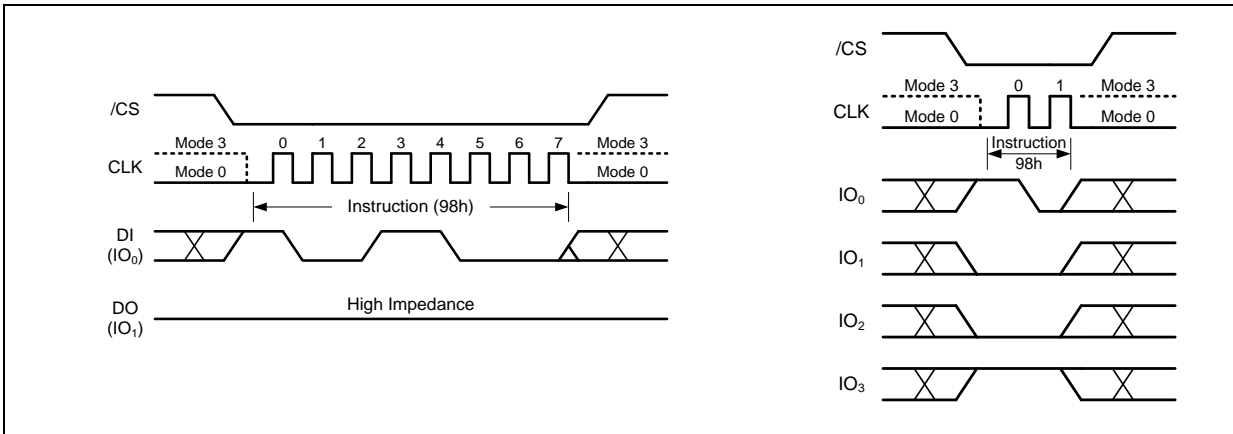 /CS
Mode 3 0 1 2 3 4 5 6 7 Mode 3
CLK
Mode 0 Mode 0
Instruction (98h)
DI
(IO₀)
High Impedance
DO
(IO₁)
/CS
Mode 3 0 1 Mode 3
CLK
Mode 0 Mode 0
Instruction
98h
IO₀
IO₁
IO₂
IO₃